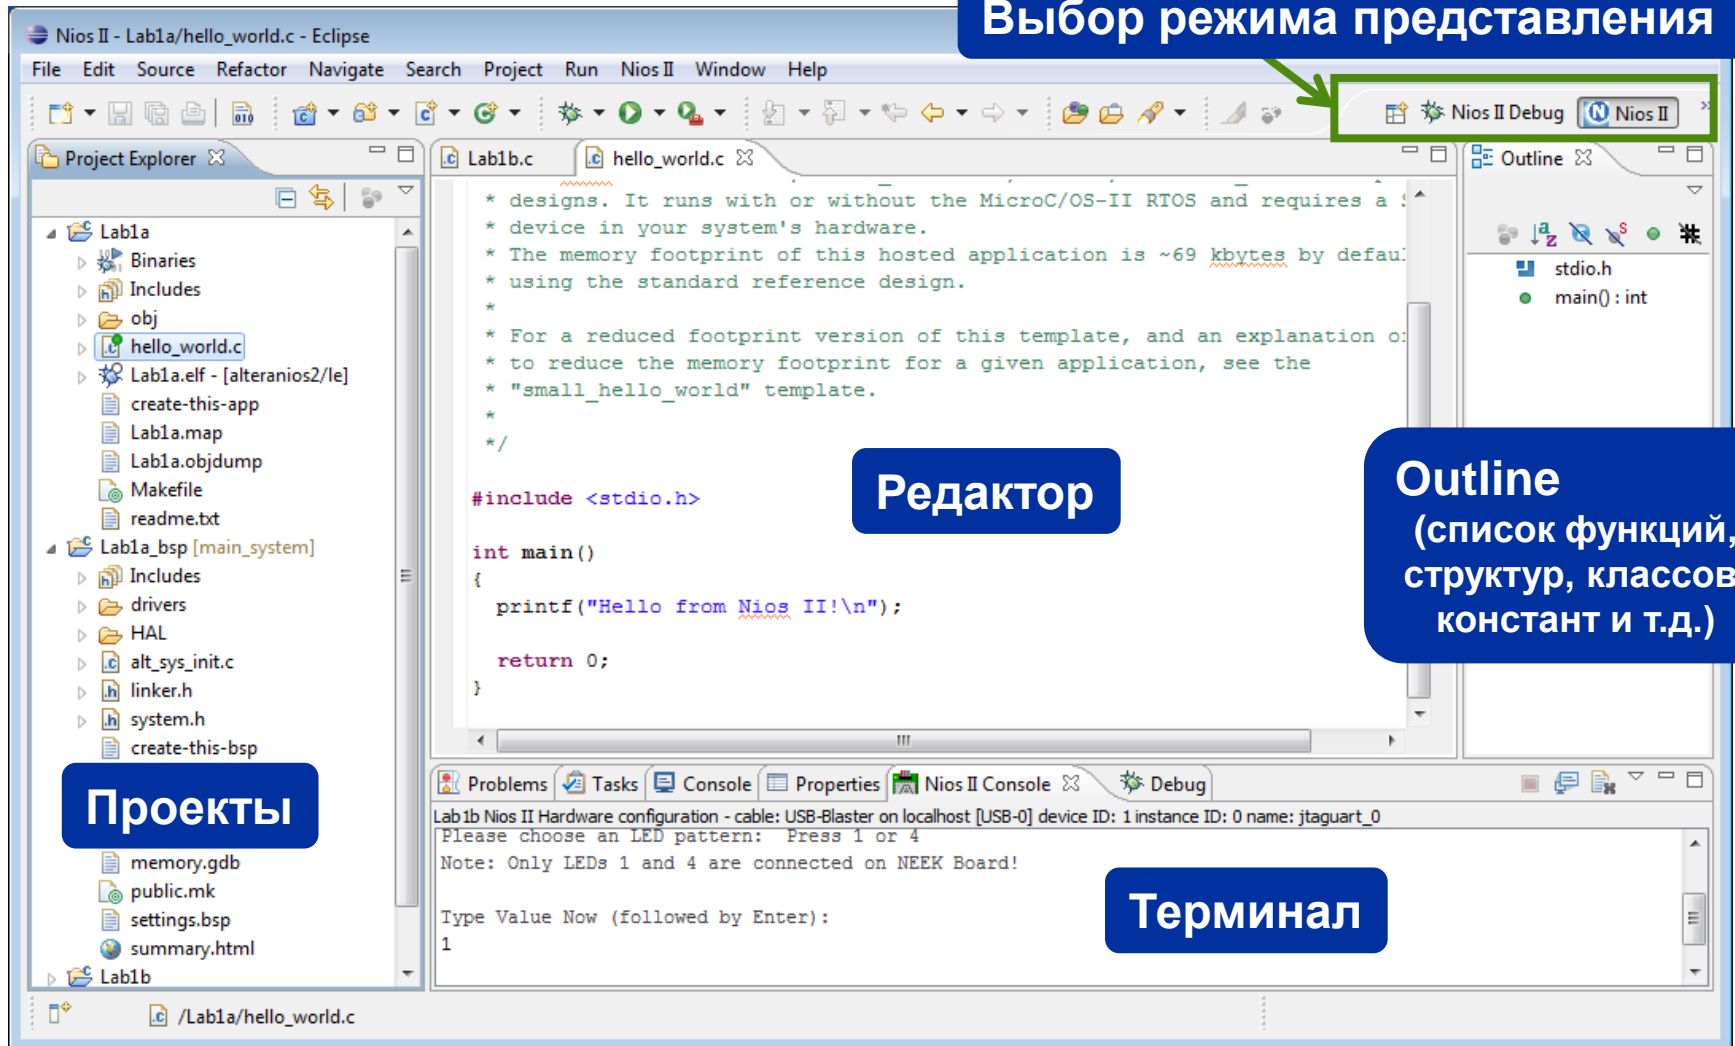 Выбор режима представления
Nios II - Lab1a/hello_world.c - Eclipse
File Edit Source Refactor Navigate Search Project Run Nios II Window Help
Nios II Debug Nios II
Project Explorer
Lab1a
Binaries
Includes
obj
hello_world.c
Lab1a.elf - [alteranios2/le]
create-this-app
Lab1a.map
Lab1a.objdump
Makefile
readme.txt
Lab1a_bsp [main_system]
Includes
drivers
HAL
alt_sys_init.c
linker.h
system.h
create-this-bsp
Проекты
memory.gdb
public.mk
settings.bsp
summary.html
Lab1b
Lab1b.c hello_world.c
* designs. It runs with or without the MicroC/OS-II RTOS and requires a
* device in your system's hardware.
* The memory footprint of this hosted application is ~69 kbytes by defau
* using the standard reference design.
*
* For a reduced footprint version of this template, and an explanation o
* to reduce the memory footprint for a given application, see the
* "small_hello_world" template.
*
*/
#include <stdio.h>
int main()
{
printf("Hello from Nios II!\n");
return 0;
}
Редактор
Outline
stdio.h
main() : int
Outline
(список функций,
структур, классов
констант и т.д.)
Problems Tasks Console Properties Nios II Console Debug
Lab1b Nios II Hardware configuration - cable: USB-Blaster on localhost [USB-0] device ID: 1 instance ID: 0 name: jtaguart_0
Please choose an LED pattern: Press 1 or 4
Note: Only LEDs 1 and 4 are connected on NEEK Board!
Type Value Now (followed by Enter):
1
Терминал
/Lab1a/hello_world.c